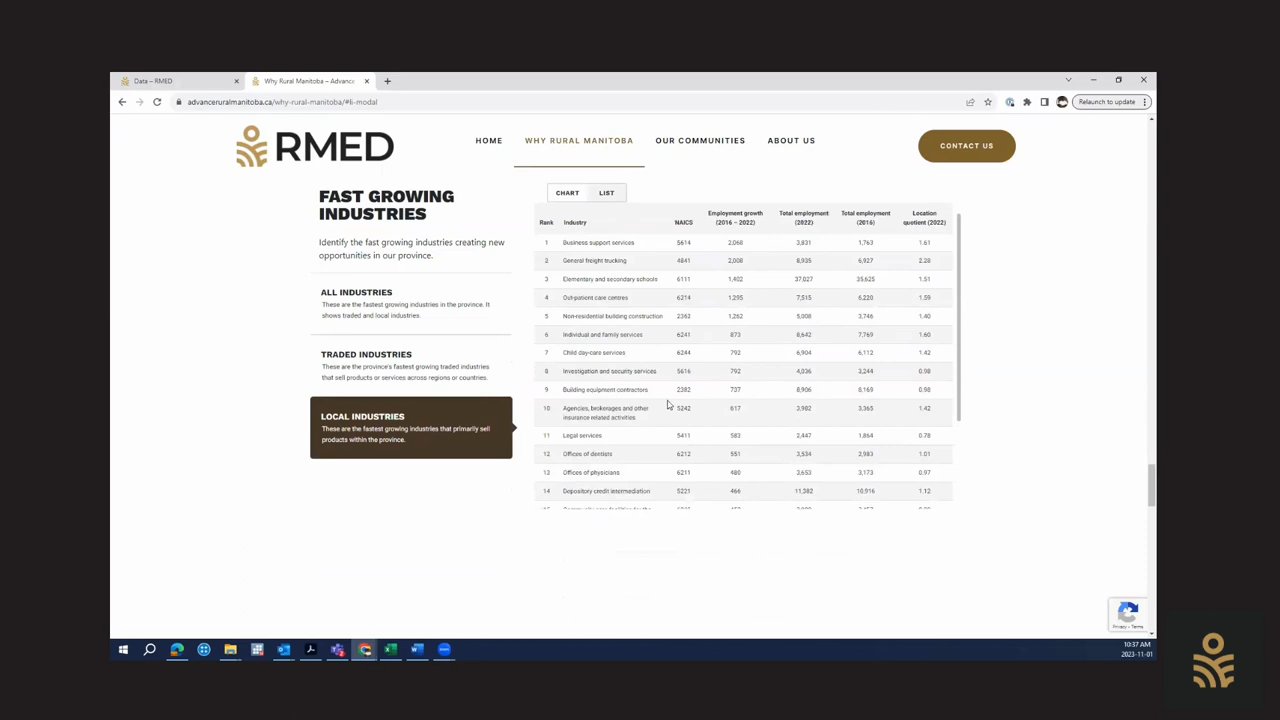 Data – RMED
Why Rural Manitoba – Advance
advanceruralmanitoba.ca/why-rural-manitoba/#li-modal
Relaunch to update
RMED
HOME
WHY RURAL MANITOBA
OUR COMMUNITIES
ABOUT US
CONTACT US
FAST GROWING
INDUSTRIES
Identify the fast growing industries creating new
opportunities in our province.
ALL INDUSTRIES
These are the fastest growing industries in the province. It
shows traded and local industries.
TRADED INDUSTRIES
These are the province's fastest growing traded industries
that sell products or services across regions or countries.
LOCAL INDUSTRIES
These are the fastest growing industries that primarily sell
products within the province.
CHART LIST
Rank Industry NAICS Employment growth (2016 – 2022) Total employment (2022) Total employment (2016) Location quotient (2022)
1 Business support services 5614 2,068 3,831 1,763 1.61
2 General freight trucking 4841 2,008 8,935 6,927 2.28
3 Elementary and secondary schools 6111 1,402 37,027 35,625 1.51
4 Out-patient care centres 6214 1,295 7,515 6,220 1.59
5 Non-residential building construction 2362 1,262 5,008 3,746 1.40
6 Individual and family services 6241 873 8,642 7,769 1.60
7 Child day-care services 6244 792 6,904 6,112 1.42
8 Investigation and security services 5616 792 4,036 3,244 0.98
9 Building equipment contractors 2382 737 8,906 8,169 0.98
10 Agencies, brokerages and other 5242 617 3,982 3,365 1.42
insurance related activities
11 Legal services 5411 583 2,447 1,864 0.78
12 Offices of dentists 6212 551 3,534 2,983 1.01
13 Offices of physicians 6211 480 3,653 3,173 0.97
14 Depository credit intermediation 5221 466 11,382 10,916 1.12
Privacy - Terms
10:37 AM
2023-11-01